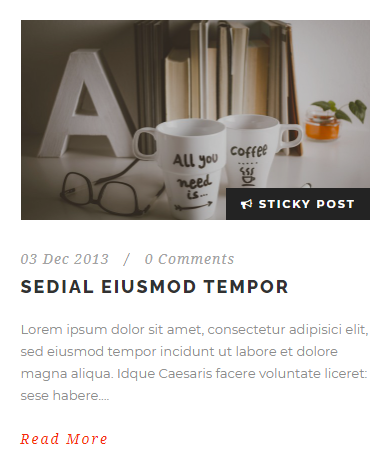 A
All you
need
is...
coffee
STICKY POST
03 Dec 2013 / 0 Comments
SEDIAL EIUSMOD TEMPOR
Lorem ipsum dolor sit amet, consectetur adipisici elit,
sed eiusmod tempor incidunt ut labore et dolore
magna aliqua. Idque Caesaris facere voluntate liceret:
sese habere....
Read More